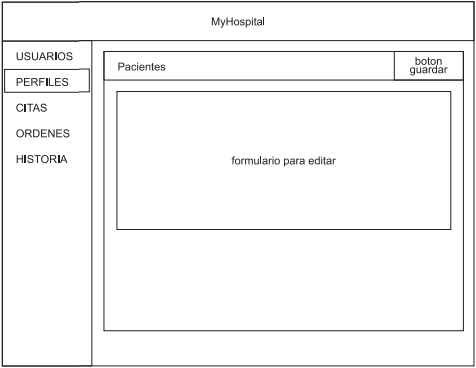 MyHospital
USUARIOS
PERFILES
CITAS
ORDENES
HISTORIA
Pacientes
boton
guardar
formulario para editar